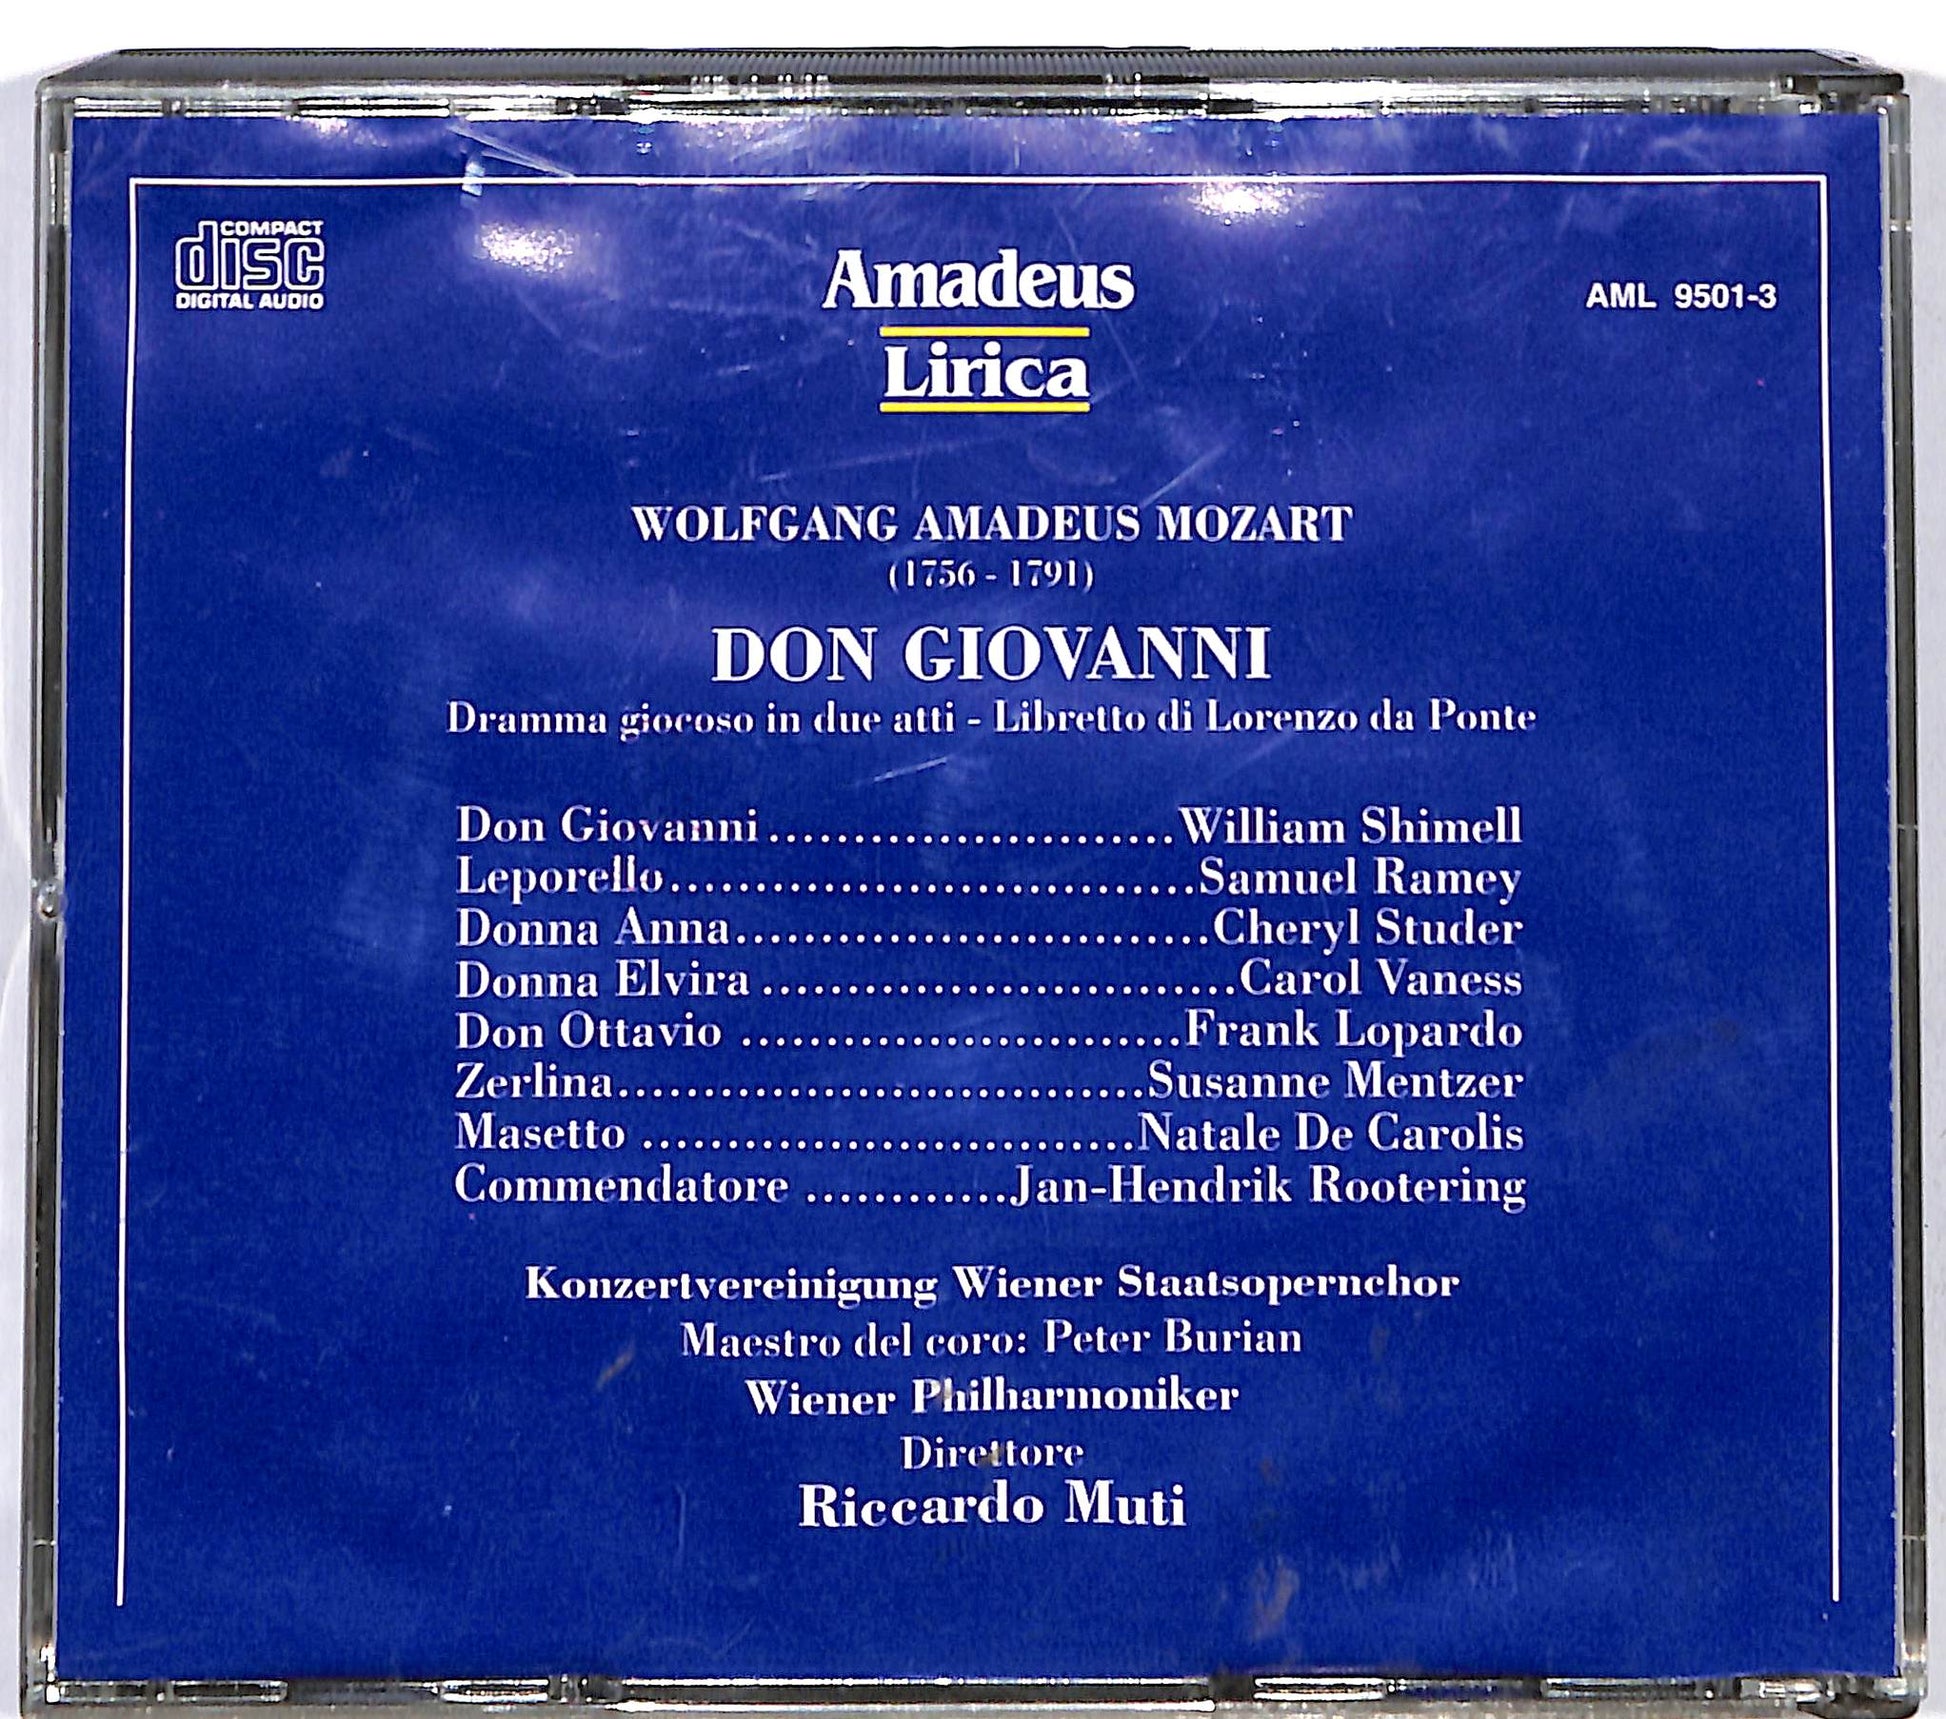 COMPACT
disc
DIGITAL AUDIO
Amadeus
Lirica
AML 9501-3
WOLFGANG AMADEUS MOZART
(1756 - 1791)
DON GIOVANNI
Dramma giocoso in due atti - Libretto di Lorenzo da Ponte
Don Giovanni........................William Shimell
Leporello...............................Samuel Ramey
Donna Anna............................Cheryl Studer
Donna Elvira ............................Carol Vaness
Don Ottavio ..........................Frank Lopardo
Zerlina...............................Susanne Mentzer
Masetto .............................Natale De Carolis
Commendatore ............Jan-Hendrik Rootering
Konzertvereinigung Wiener Staatsopernchor
Maestro del coro: Peter Burian
Wiener Philharmoniker
Direttore
Riccardo Muti